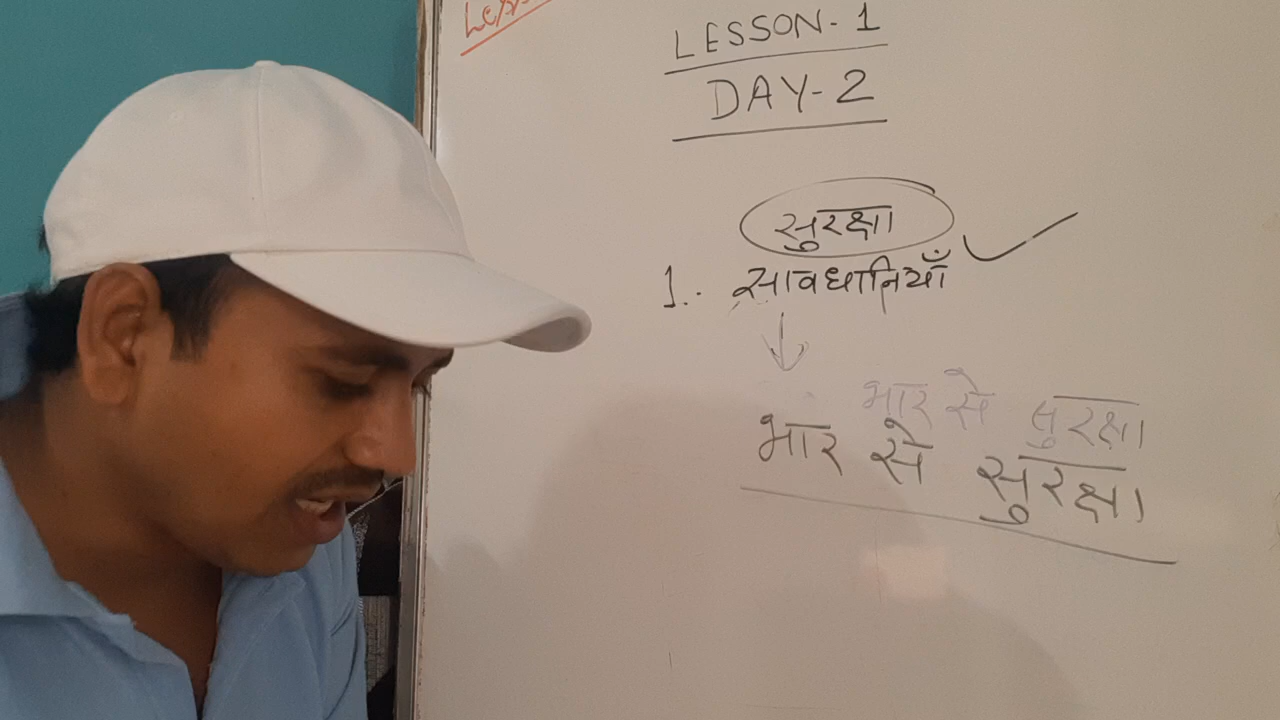 LESSON-1
DAY-2
सुरक्षा
1. सावधानियाँ
भार से सुरक्षा
भार से सुरक्षा